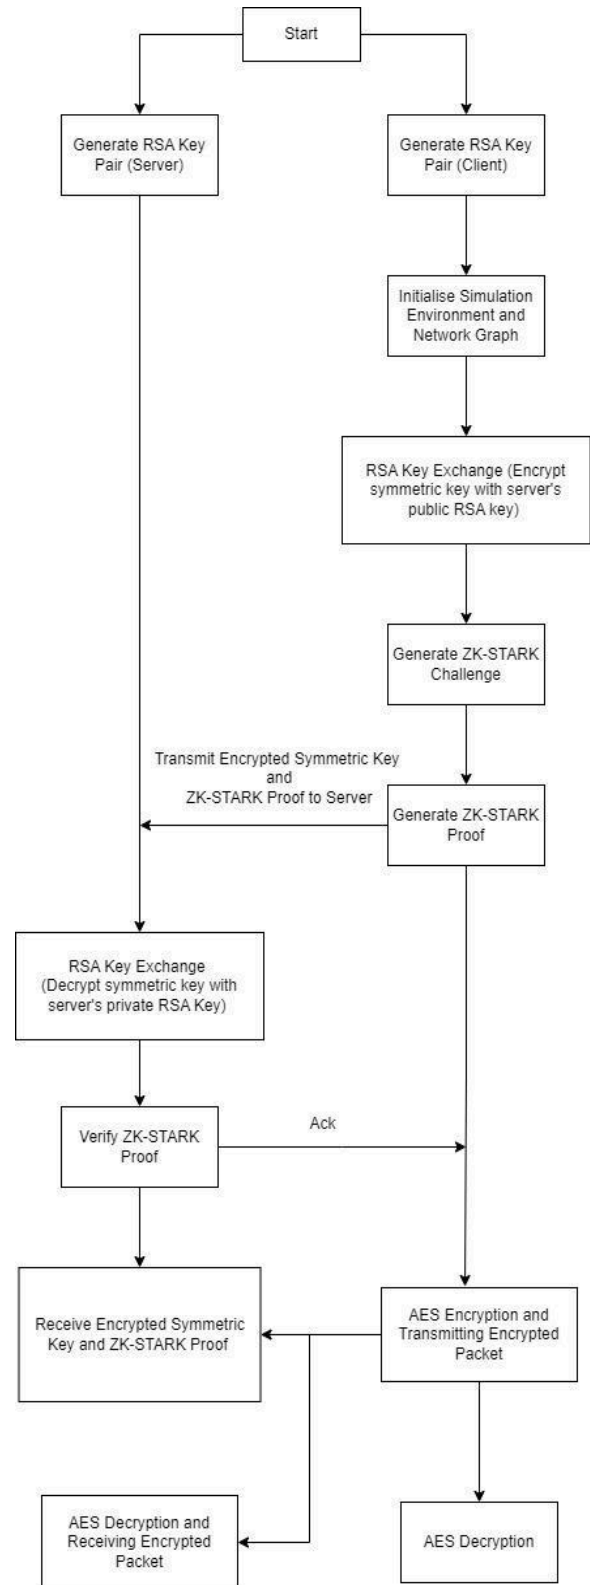 Start
Generate RSA Key
Pair (Server)
Generate RSA Key
Pair (Client)
Initialise Simulation
Environment and
Network Graph
RSA Key Exchange (Encrypt
symmetric key with server's
public RSA key)
Generate ZK-STARK
Challenge
Transmit Encrypted Symmetric Key
and
ZK-STARK Proof to Server
Generate ZK-STARK
Proof
RSA Key Exchange
(Decrypt symmetric key with
server's private RSA Key)
Verify ZK-STARK
Proof
Ack
Receive Encrypted Symmetric
Key and ZK-STARK Proof
AES Encryption and
Transmitting Encrypted
Packet
AES Decryption and
Receiving Encrypted
Packet
AES Decryption